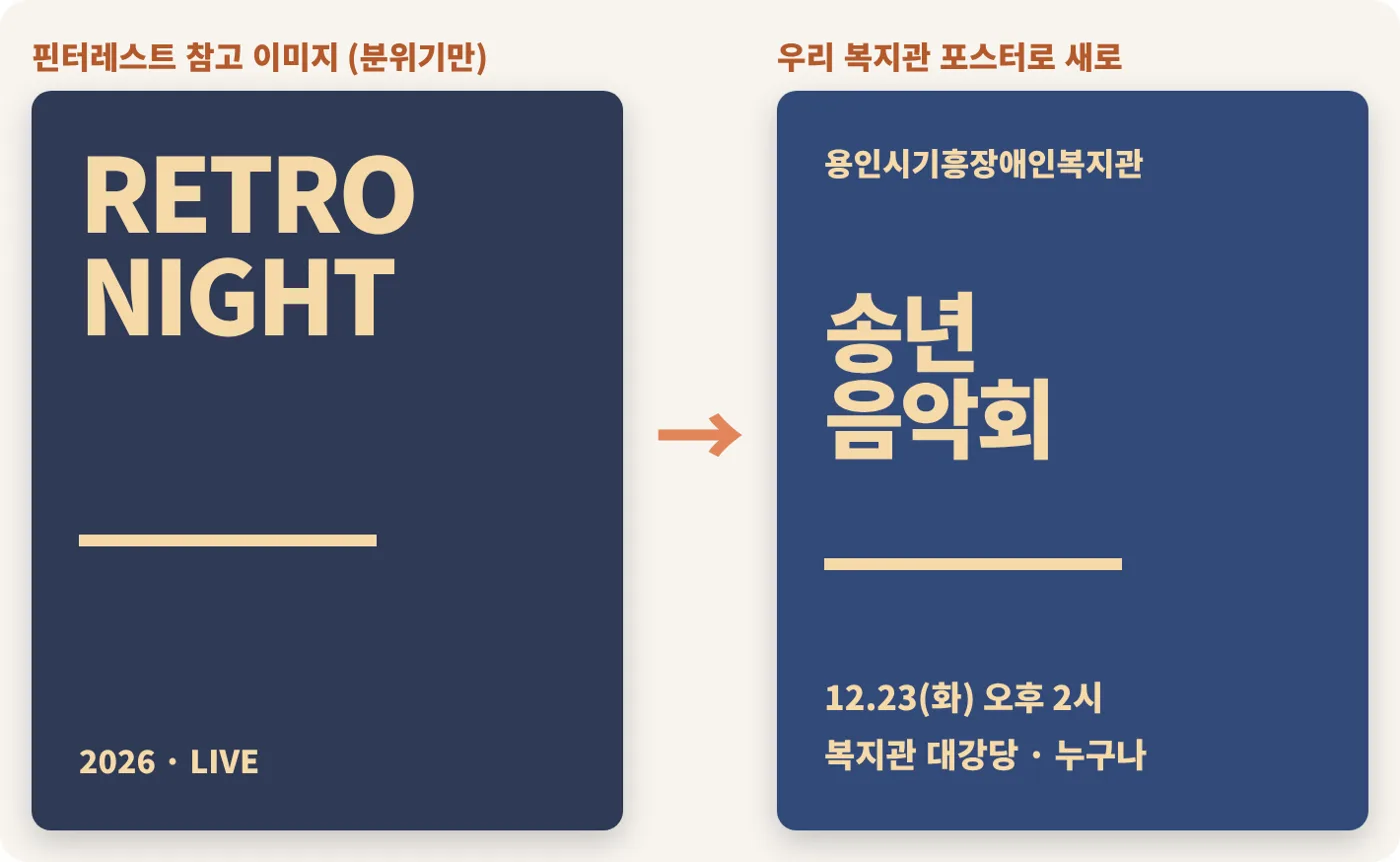 핀터레스트 참고 이미지 (분위기만)
RETRO
NIGHT
2026 · LIVE
→
우리 복지관 포스터로 새로
용인시기흥장애인복지관
송년
음악회
12.23(화) 오후 2시
복지관 대강당 · 누구나